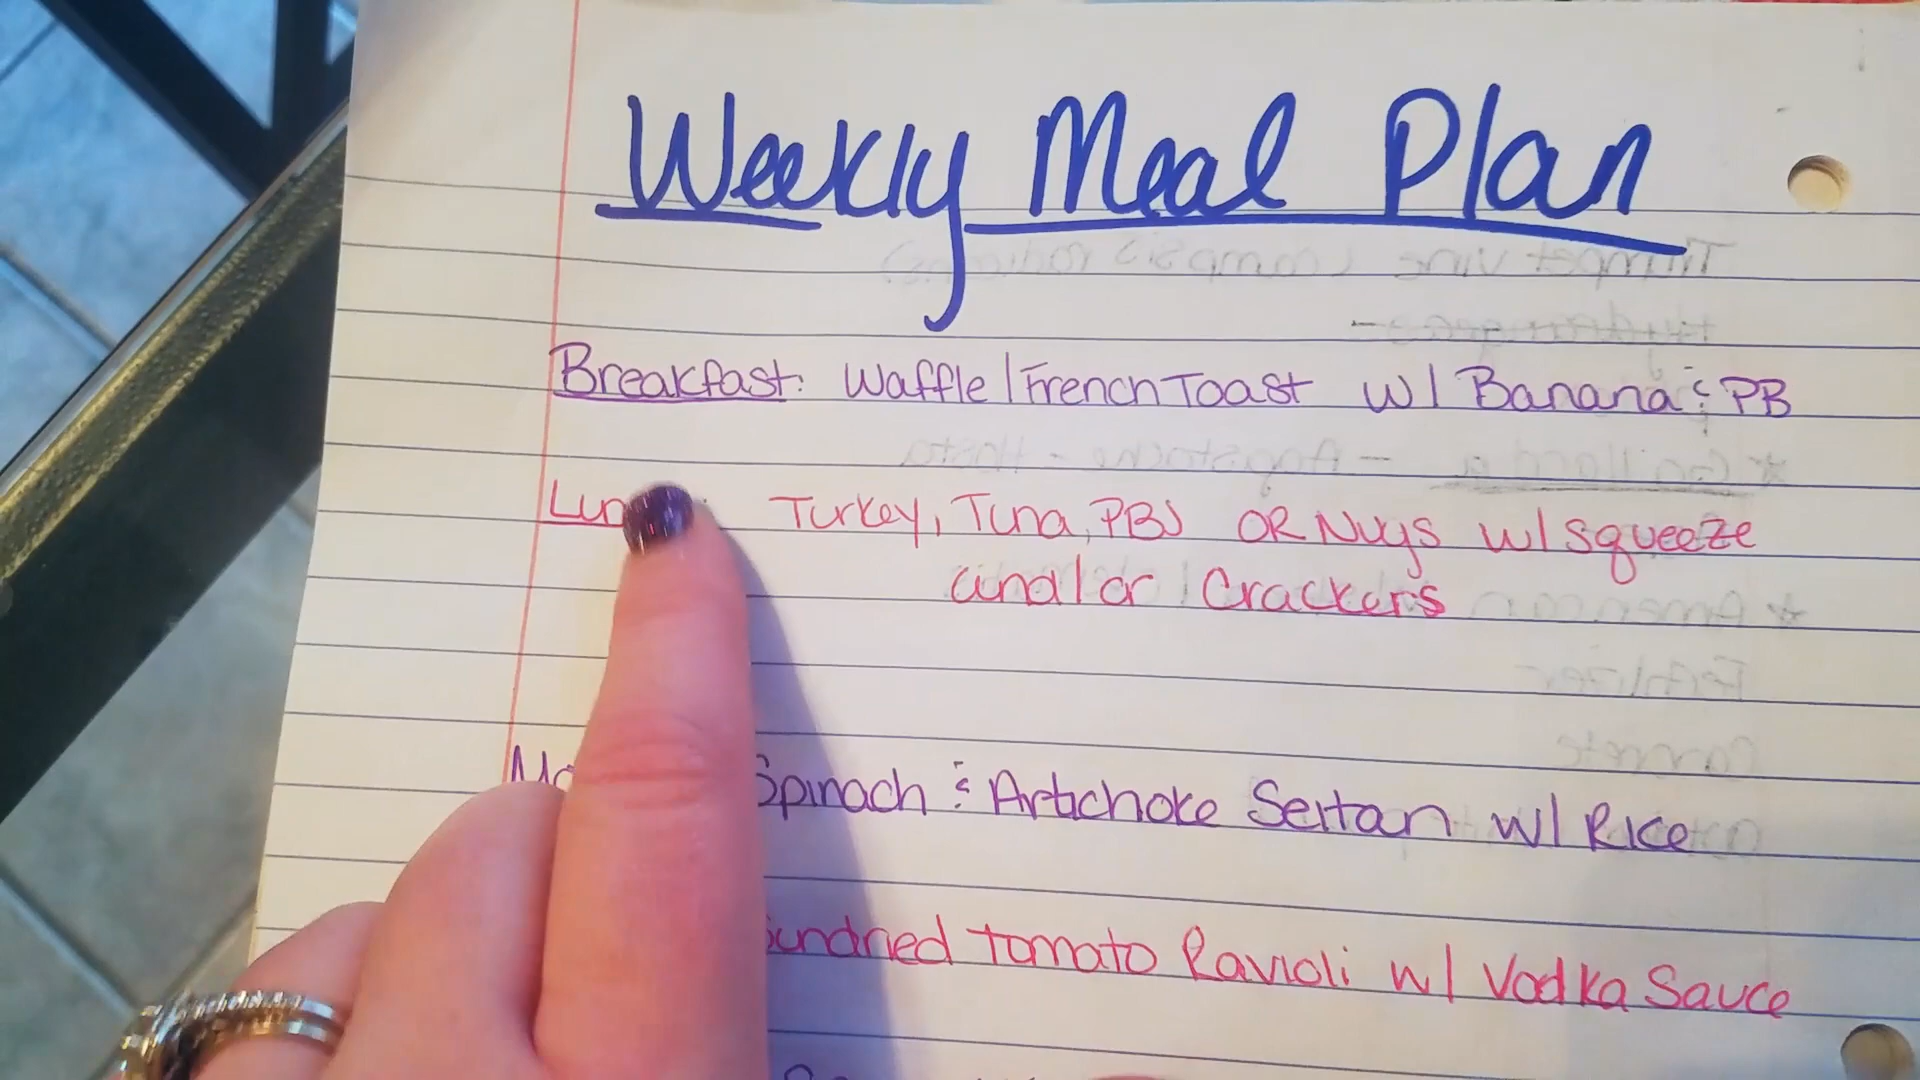 Weekly Meal Plan
Breakfast: Waffle/French Toast w/ Banana & PB
Turkey, Tuna, PBJ OR Nugs w/ squeeze
and/or Crackers
Spinach & Artichoke Seitan w/ Rice
Sundried Tomato Ravioli w/ Vodka Sauce